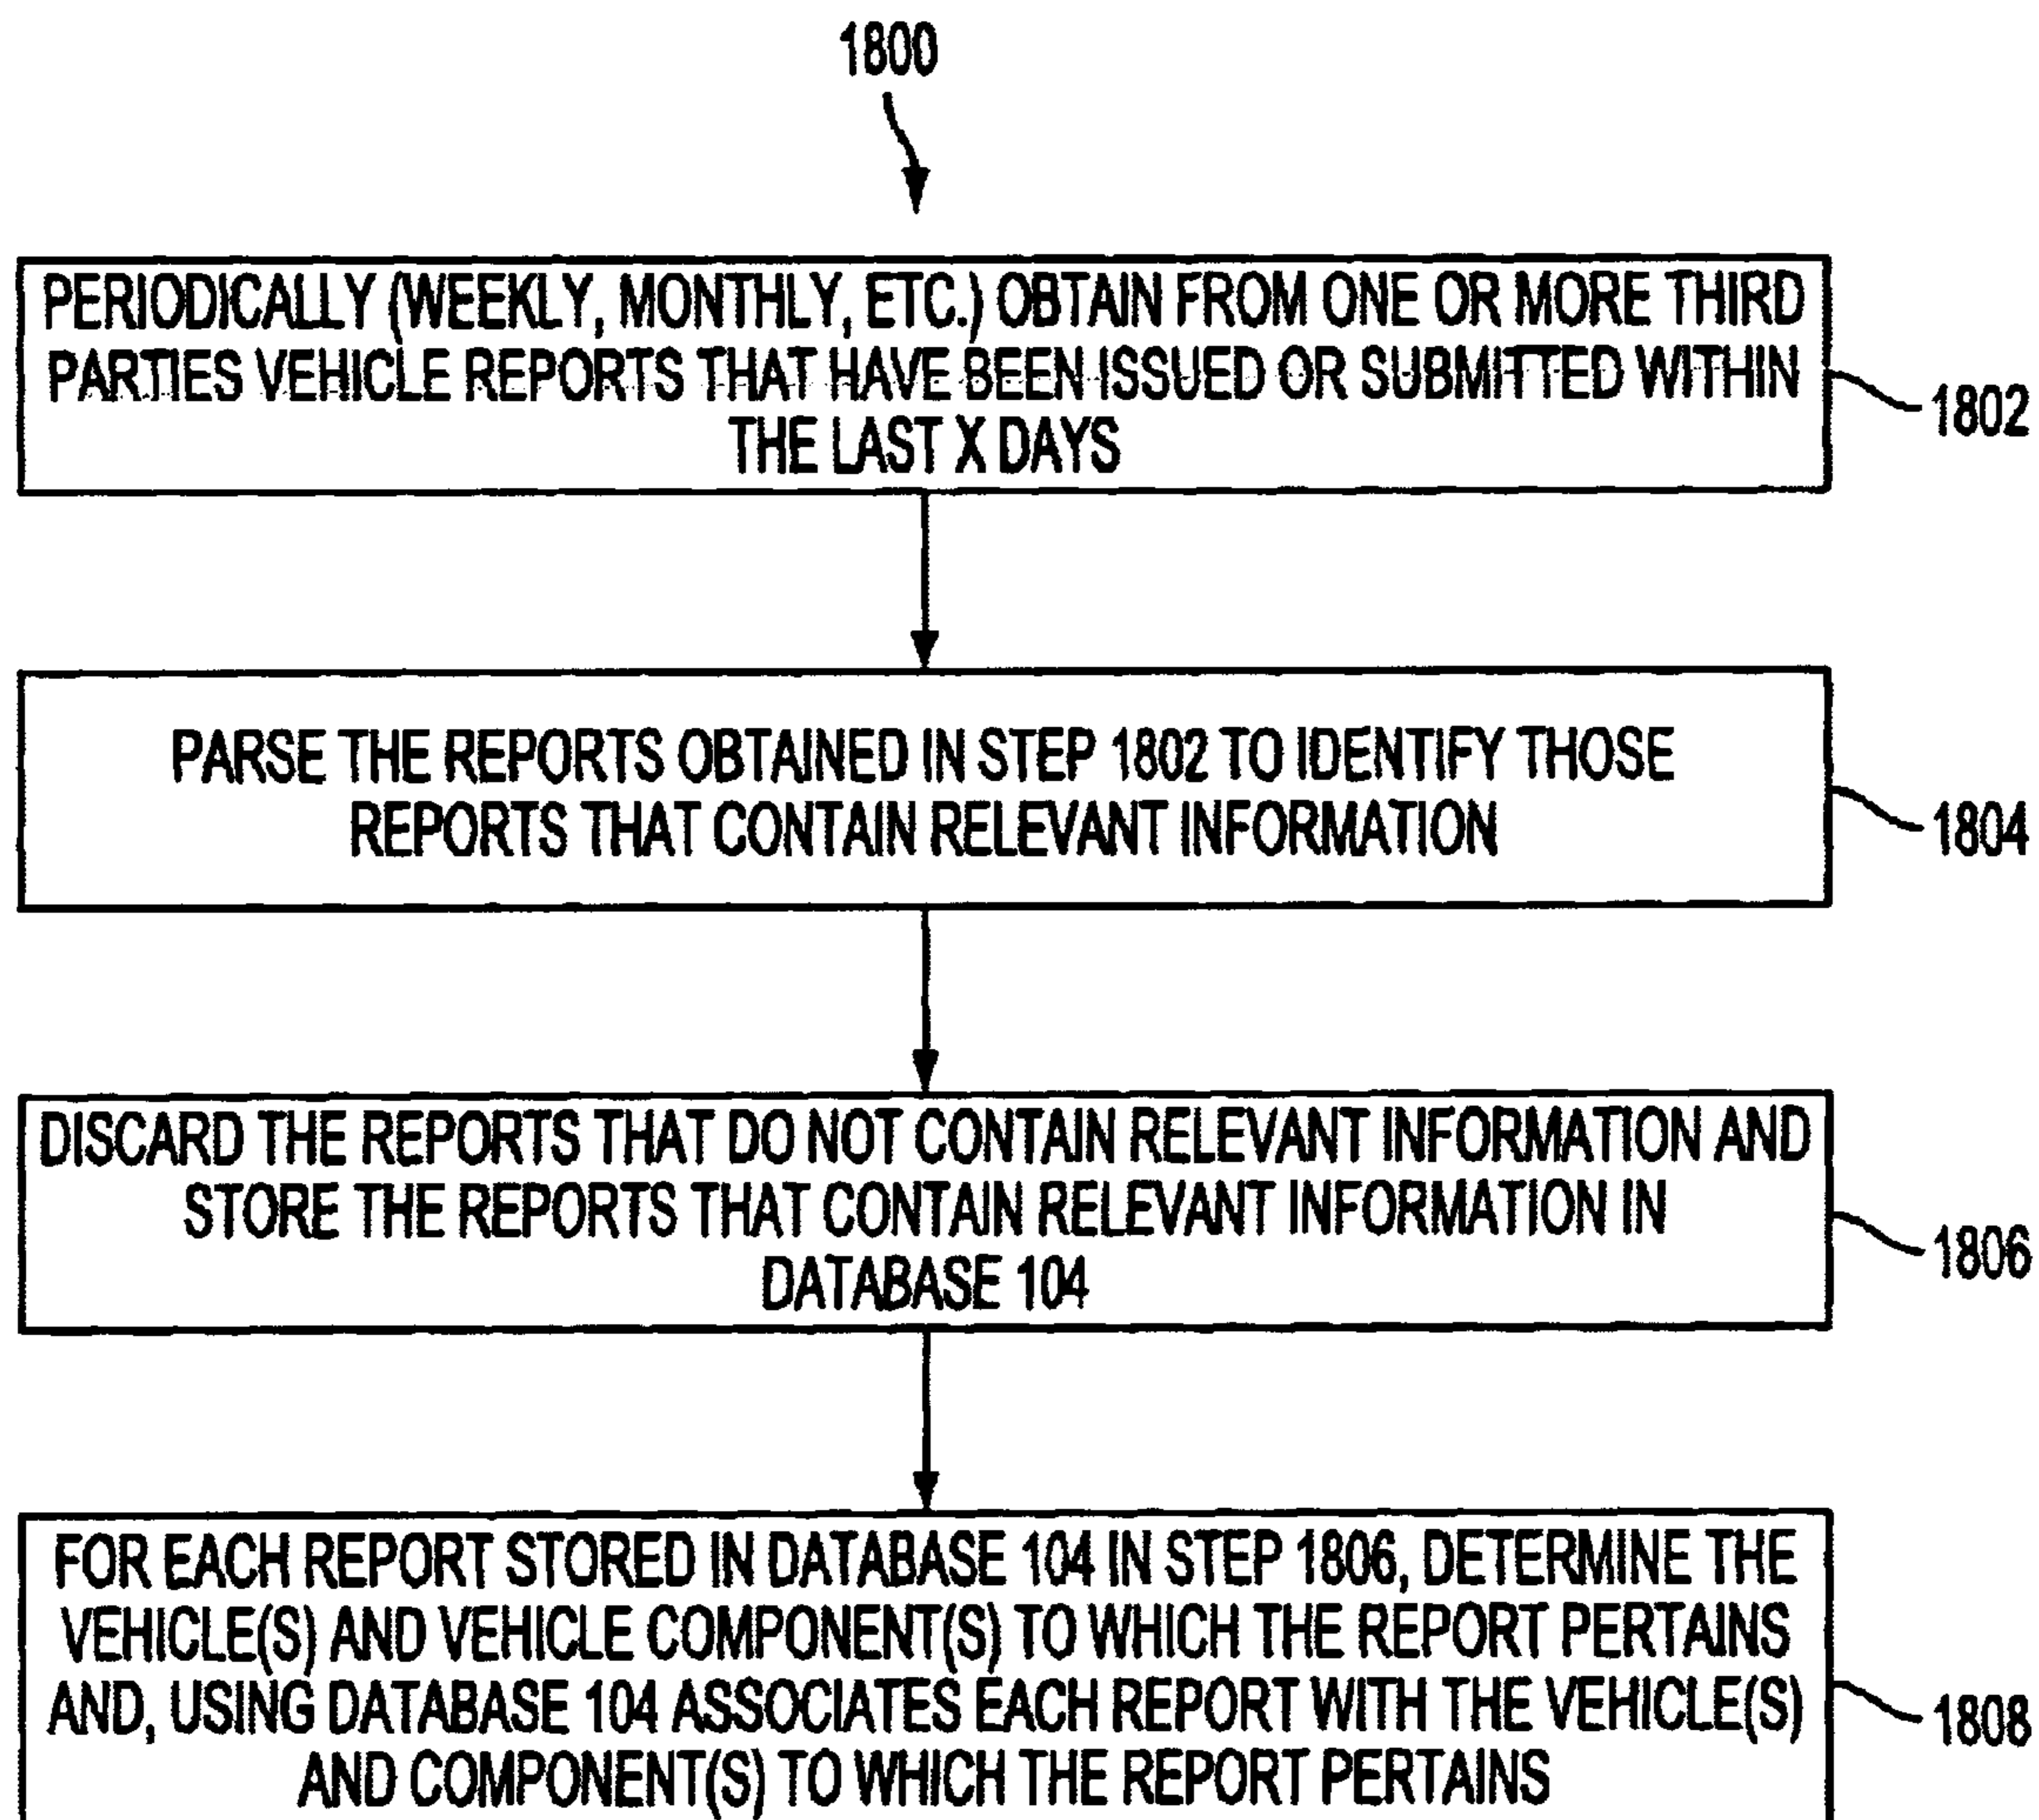 1800
PERIODICALLY (WEEKLY, MONTHLY, ETC.) OBTAIN FROM ONE OR MORE THIRD
PARTIES VEHICLE REPORTS THAT HAVE BEEN ISSUED OR SUBMITTED WITHIN
THE LAST X DAYS
1802
PARSE THE REPORTS OBTAINED IN STEP 1802 TO IDENTIFY THOSE
REPORTS THAT CONTAIN RELEVANT INFORMATION
1804
DISCARD THE REPORTS THAT DO NOT CONTAIN RELEVANT INFORMATION AND
STORE THE REPORTS THAT CONTAIN RELEVANT INFORMATION IN
DATABASE 104
1806
FOR EACH REPORT STORED IN DATABASE 104 IN STEP 1806, DETERMINE THE
VEHICLE(S) AND VEHICLE COMPONENT(S) TO WHICH THE REPORT PERTAINS
AND, USING DATABASE 104 ASSOCIATES EACH REPORT WITH THE VEHICLE(S)
AND COMPONENT(S) TO WHICH THE REPORT PERTAINS
1808